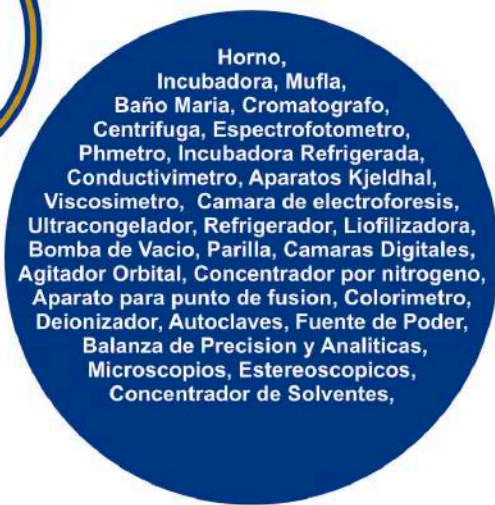 Horno,
Incubadora, Mufla,
Baño Maria, Cromatografo,
Centrifuga, Espectrofotometro,
Phmetro, Incubadora Refrigerada,
Conductivimetro, Aparatos Kjeldhal,
Viscosimetro, Camara de electroforesis,
Ultracongelador, Refrigerador, Liofilizadora,
Bomba de Vacio, Parilla, Camaras Digitales,
Agitador Orbital, Concentrador por nitrogeno,
Aparato para punto de fusion, Colorimetro,
Deionizador, Autoclaves, Fuente de Poder,
Balanza de Precision y Analiticas,
Microscopios, Estereoscopicos,
Concentrador de Solventes,